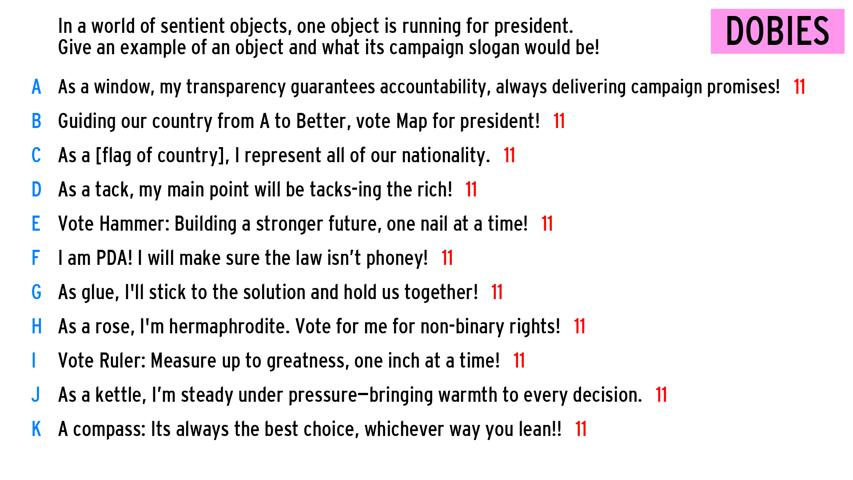 In a world of sentient objects, one object is running for president.
Give an example of an object and what its campaign slogan would be!
DOBIES
A As a window, my transparency guarantees accountability, always delivering campaign promises! 11
B Guiding our country from A to Better, vote Map for president! 11
C As a [flag of country], I represent all of our nationality. 11
D As a tack, my main point will be tacks-ing the rich! 11
E Vote Hammer: Building a stronger future, one nail at a time! 11
F I am PDA! I will make sure the law isn't phoney! 11
G As glue, I'll stick to the solution and hold us together! 11
H As a rose, I'm hermaphrodite. Vote for me for non-binary rights! 11
I Vote Ruler: Measure up to greatness, one inch at a time! 11
J As a kettle, I'm steady under pressure—bringing warmth to every decision. 11
K A compass: Its always the best choice, whichever way you lean!! 11